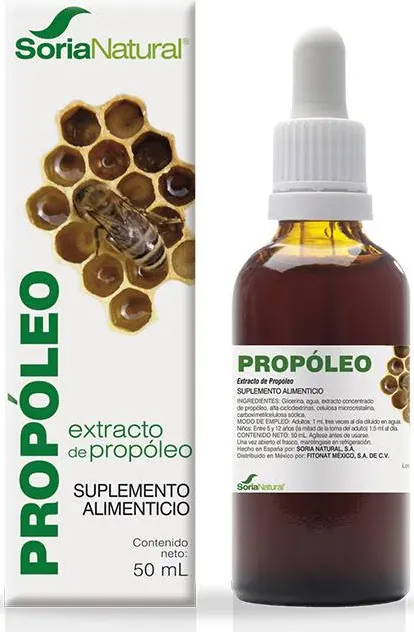 SoriaNatural®
PROPÓLEO
extracto
de propóleo
SUPLEMENTO
ALIMENTICIO
Contenido
neto:
50 mL
PROPÓLEO
Extracto de Propóleo
SUPLEMENTO ALIMENTICIO
INGREDIENTES: Glicerina, agua, extracto concentrado
de propóleo, alfa-ciclodextrinas, celulosa microcristalina,
carboximetilcelulosa sódica.
MODO DE EMPLEO: Adultos: 1 mL tres veces al día diluido en agua.
Niños: Entre 5 y 12 años (la mitad de la toma del adulto) 1.5 ml al día.
CONTENIDO NETO: 50 mL. Agítese antes de usarse.
Una vez abierto el frasco, manténgase en refrigeración.
Hecho en España por: SORIA NATURAL, S.A.
Distribuido en México por: FITONAT MÉXICO, S.A. DE C.V.
SoriaNatural®